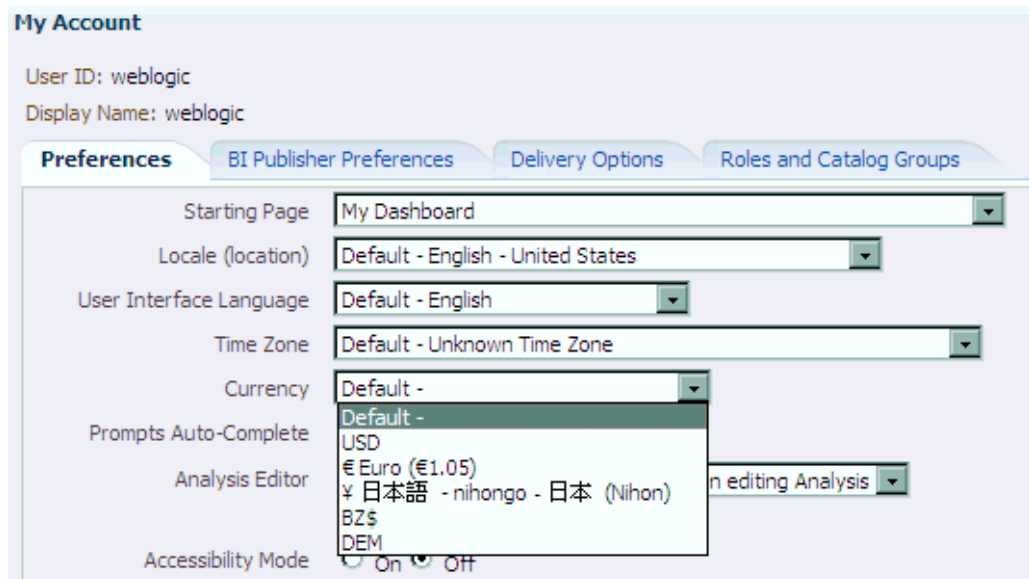 My Account
User ID: weblogic
Display Name: weblogic
Preferences BI Publisher Preferences Delivery Options Roles and Catalog Groups
Starting Page My Dashboard
Locale (location) Default - English - United States
User Interface Language Default - English
Time Zone Default - Unknown Time Zone
Currency Default -
Default -
Prompts Auto-Complete
USD
€ Euro (€1.05)
Analysis Editor n editing Analysis
¥ 日本語 - nihongo - 日本 (Nihon)
BZ$
DEM
Accessibility Mode On Off